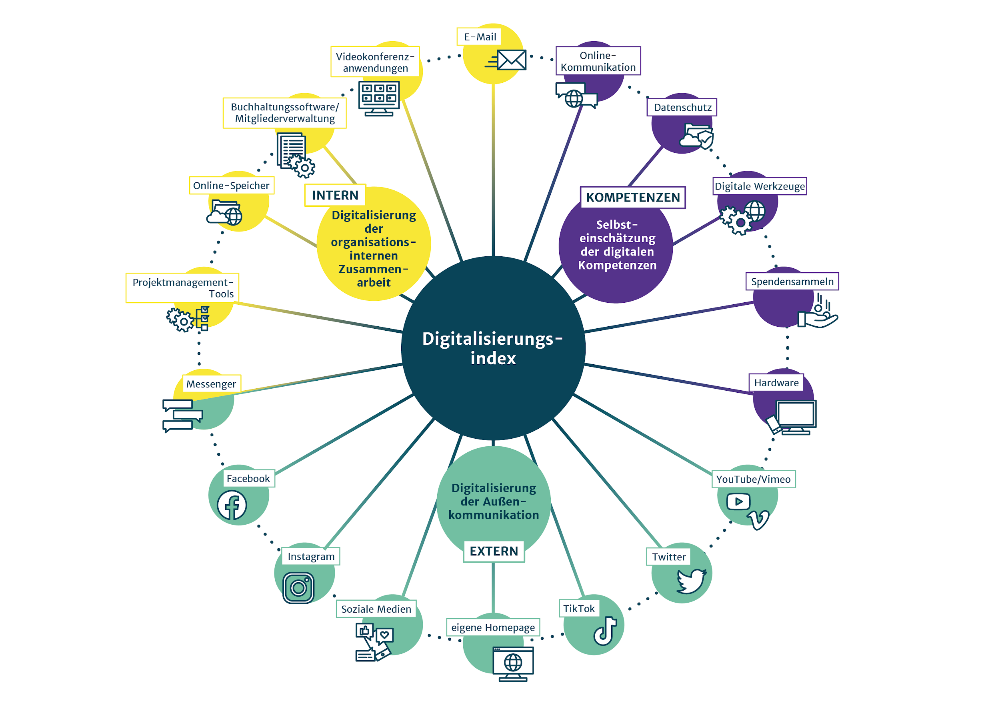 E-Mail
Online-
Kommunikation
Datenschutz
Digitale Werkzeuge
Spendensammeln
Hardware
YouTube/Vimeo
Twitter
TikTok
eigene Homepage
Soziale Medien
Instagram
Facebook
Messenger
Projektmanagement-
Tools
Online-Speicher
Buchhaltungssoftware/
Mitgliederverwaltung
Videokonferenz-
anwendungen
INTERN
Digitalisierung
der
organisations-
internen
Zusammen-
arbeit
KOMPETENZEN
Selbst-
einschätzung
der digitalen
Kompetenzen
Digitalisierungs-
index
Digitalisierung
der Außen-
kommunikation
EXTERN